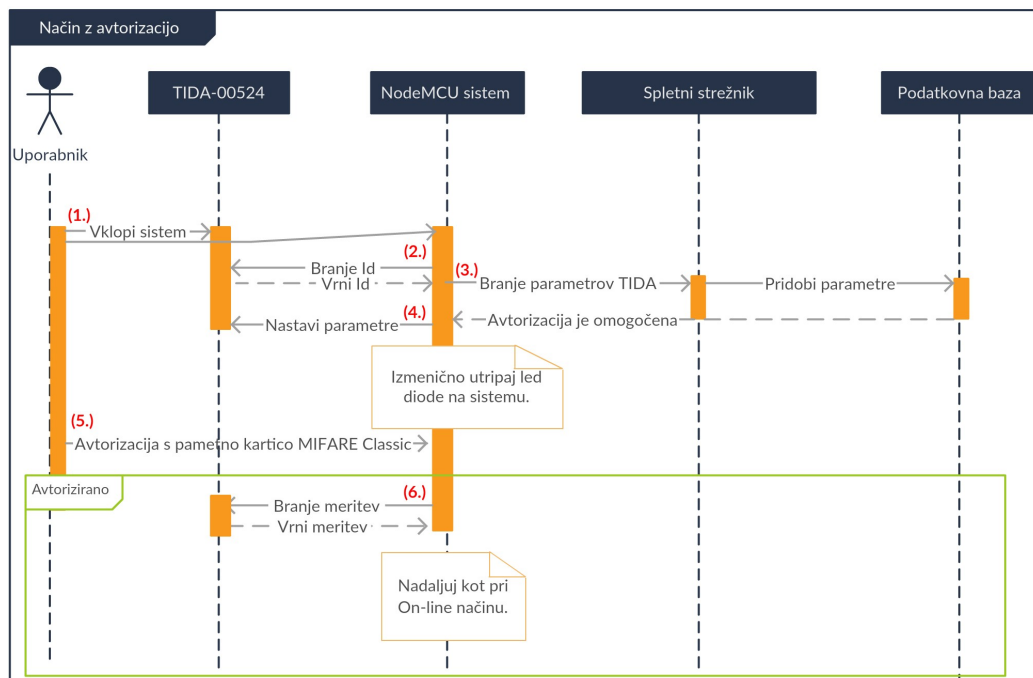 Način z avtorizacijo
TIDA-00524
NodeMCU sistem
Spletni strežnik
Podatkovna baza
Uporabnik
(1.)
Vklopi sistem
(2.)
Branje Id
(3.)
Vrni Id
Branje parametrov TIDA
Pridobi parametre
(4.)
Nastavi parametre
Avtorizacija je omogočena
Izmenično utripaj led
diode na sistemu.
(5.)
Avtorizacija s pametno kartico MIFARE Classic
Avtorizirano
(6.)
Branje meritev
Vrni meritev
Nadaljuj kot pri
On-line načinu.